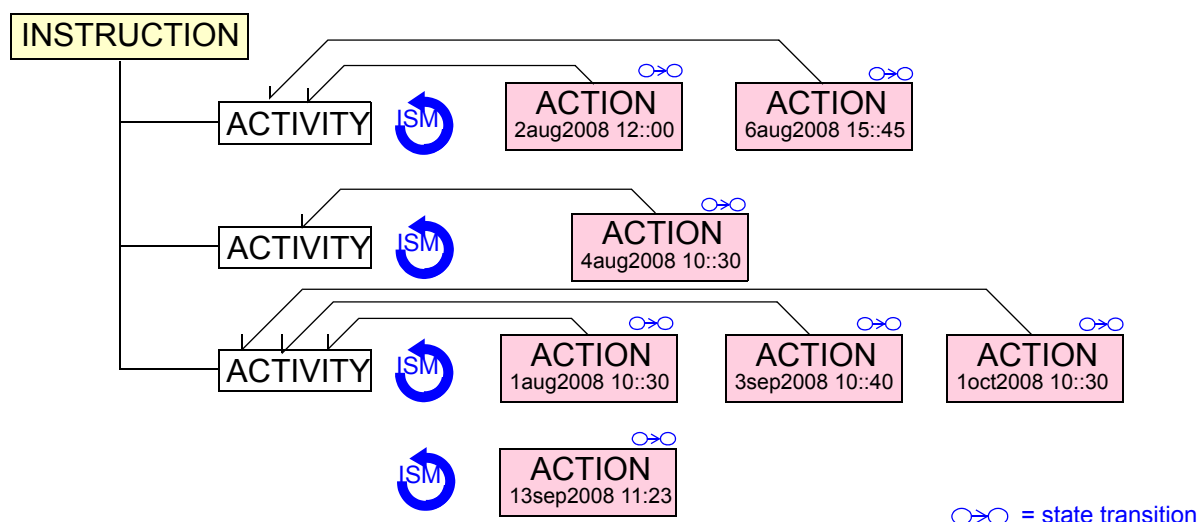 INSTRUCTION
ACTIVITY
ISM
ACTION
2aug2008 12::00
ACTION
6aug2008 15::45
ACTIVITY
ISM
ACTION
4aug2008 10::30
ACTIVITY
ISM
ACTION
1aug2008 10::30
ACTION
3sep2008 10::40
ACTION
1oct2008 10::30
ISM
ACTION
13sep2008 11:23
= state transition